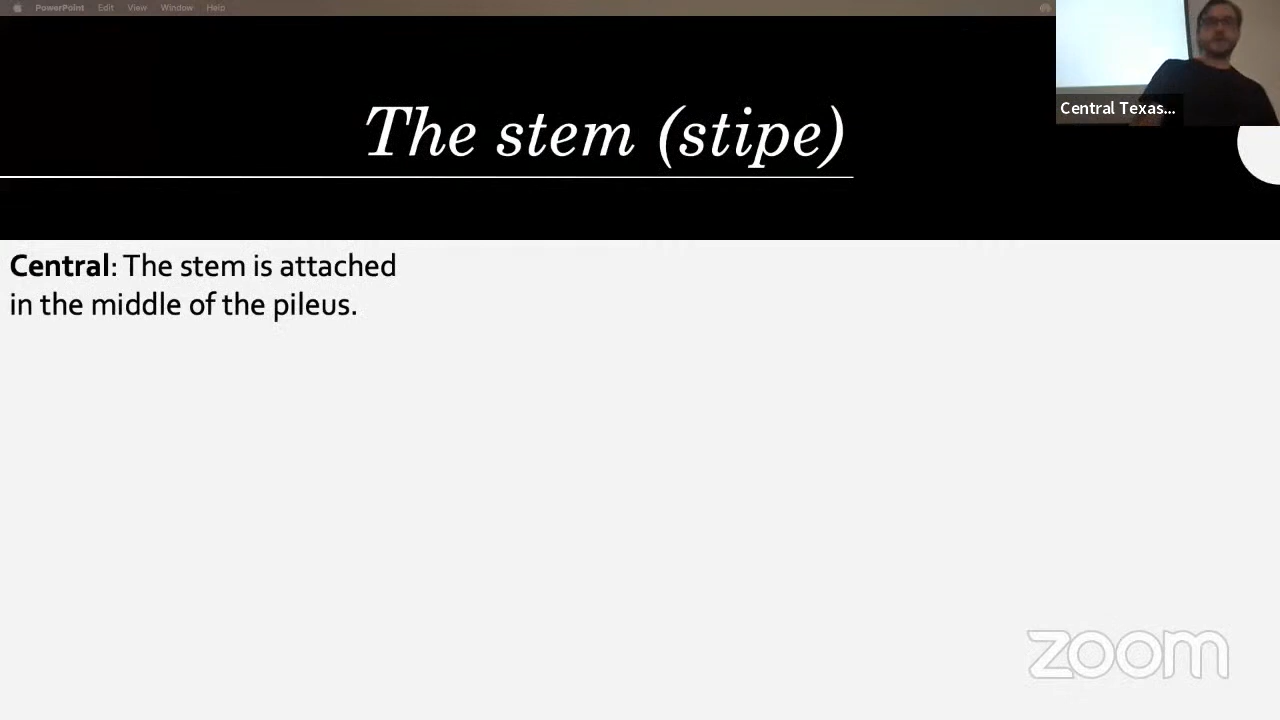 PowerPoint Edit View Window Help
The stem (stipe)
Central Texas...
Central: The stem is attached
in the middle of the pileus.
zoom